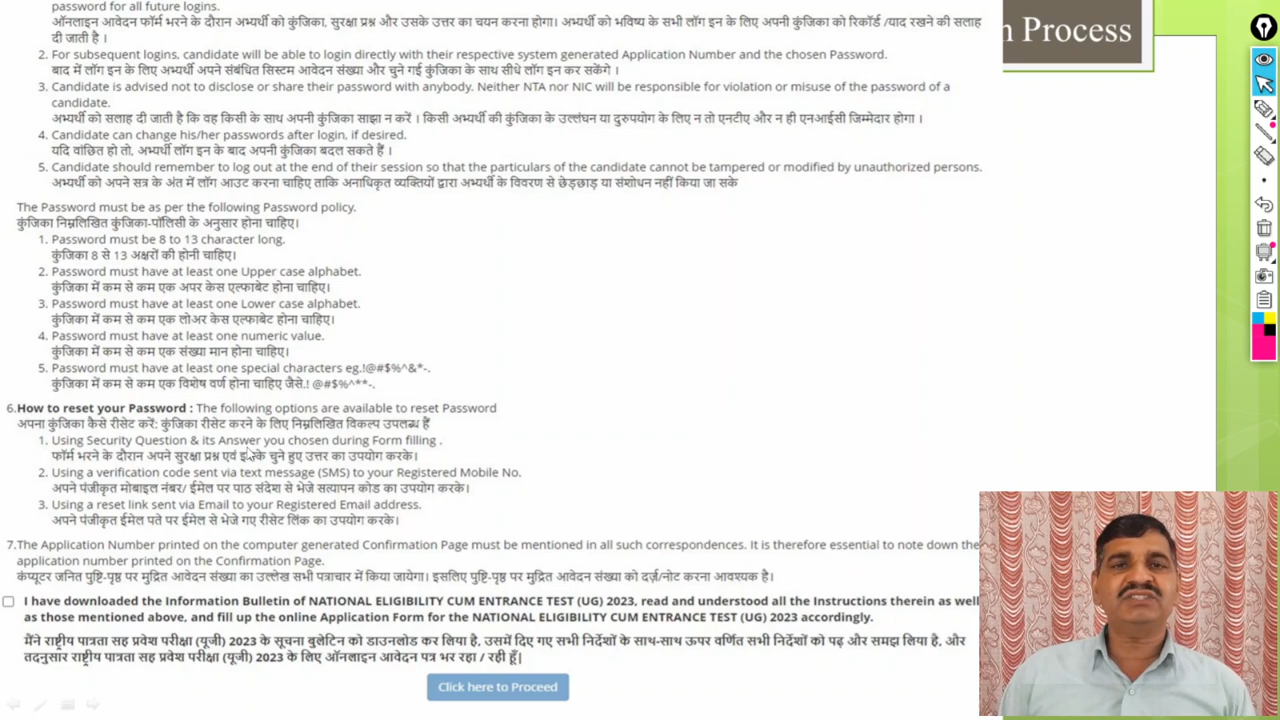 password for all future logins.
n Process
ऑनलाइन आवेदन फॉर्म भरने के दौरान अभ्यर्थी को कुंजिका, सुरक्षा प्रश्न और उसके उत्तर का चयन करना होगा। अभ्यर्थी को भविष्य के सभी लॉग इन के लिए अपनी कुंजिका को रिकॉर्ड /याद रखने की सलाह
दी जाती है ।
2. For subsequent logins, candidate will be able to login directly with their respective system generated Application Number and the chosen Password.
बाद में लॉग इन के लिए अभ्यर्थी अपने संबंधित सिस्टम आवेदन संख्या और चुने गई कुंजिका के साथ सीधे लॉग इन कर सकेंगे ।
3. Candidate is advised not to disclose or share their password with anybody. Neither NTA nor NIC will be responsible for violation or misuse of the password of a
candidate.
अभ्यर्थी को सलाह दी जाती है कि वह किसी के साथ अपनी कुंजिका साझा न करें । किसी अभ्यर्थी की कुंजिका के उल्लंघन या दुरुपयोग के लिए न तो एनटीए और न ही एनआईसी जिम्मेदार होगा ।
4. Candidate can change his/her passwords after login, if desired.
यदि वांछित हो तो, अभ्यर्थी लॉग इन के बाद अपनी कुंजिका बदल सकते हैं ।
5. Candidate should remember to log out at the end of their session so that the particulars of the candidate cannot be tampered or modified by unauthorized persons.
अभ्यर्थी को अपने सत्र के अंत में लॉग आउट करना चाहिए ताकि अनाधिकृत व्यक्तियों द्वारा अभ्यर्थी के विवरण से छेड़छाड़ या संशोधन नहीं किया जा सके
The Password must be as per the following Password policy.
कुंजिका निम्नलिखित कुंजिका-पॉलिसी के अनुसार होना चाहिए।
1. Password must be 8 to 13 character long.
कुंजिका 8 से 13 अक्षरों की होनी चाहिए।
2. Password must have at least one Upper case alphabet.
कुंजिका में कम से कम एक अपर केस एल्फाबेट होना चाहिए।
3. Password must have at least one Lower case alphabet.
कुंजिका में कम से कम एक लोअर केस एल्फाबेट होना चाहिए।
4. Password must have at least one numeric value.
कुंजिका में कम से कम एक संख्या मान होना चाहिए।
5. Password must have at least one special characters eg.!@#$%^&*-.
कुंजिका में कम से कम एक विशेष वर्ण होना चाहिए जैसे.! @#$%^**-.
6.How to reset your Password : The following options are available to reset Password
अपना कुंजिका कैसे रीसेट करें: कुंजिका रीसेट करने के लिए निम्नलिखित विकल्प उपलब्ध हैं
1. Using Security Question & its Answer you chosen during Form filling .
फॉर्म भरने के दौरान अपने सुरक्षा प्रश्न एवं इसके चुने हुए उत्तर का उपयोग करके।
2. Using a verification code sent via text message (SMS) to your Registered Mobile No.
अपने पंजीकृत मोबाइल नंबर/ ईमेल पर पाठ संदेश से भेजे सत्यापन कोड का उपयोग करके।
3. Using a reset link sent via Email to your Registered Email address.
अपने पंजीकृत ईमेल पते पर ईमेल से भेजे गए रीसेट लिंक का उपयोग करके।
7.The Application Number printed on the computer generated Confirmation Page must be mentioned in all such correspondences. It is therefore essential to note down the
application number printed on the Confirmation Page.
कंप्यूटर जनित पुष्टि-पृष्ठ पर मुद्रित आवेदन संख्या का उल्लेख सभी पत्राचार में किया जायेगा। इसलिए पुष्टि-पृष्ठ पर मुद्रित आवेदन संख्या को दर्ज़/नोट करना आवश्यक है।
I have downloaded the Information Bulletin of NATIONAL ELIGIBILITY CUM ENTRANCE TEST (UG) 2023, read and understood all the Instructions therein as well
as those mentioned above, and fill up the online Application Form for the NATIONAL ELIGIBILITY CUM ENTRANCE TEST (UG) 2023 accordingly.
मैंने राष्ट्रीय पात्रता सह प्रवेश परीक्षा (यूजी) 2023 के सूचना बुलेटिन को डाउनलोड कर लिया है, उसमें दिए गए सभी निर्देशों के साथ-साथ ऊपर वर्णित सभी निर्देशों को पढ़ और समझ लिया है, और
तदनुसार राष्ट्रीय पात्रता सह प्रवेश परीक्षा (यूजी) 2023 के लिए ऑनलाइन आवेदन पत्र भर रहा / रही हूँ|
Click here to Proceed